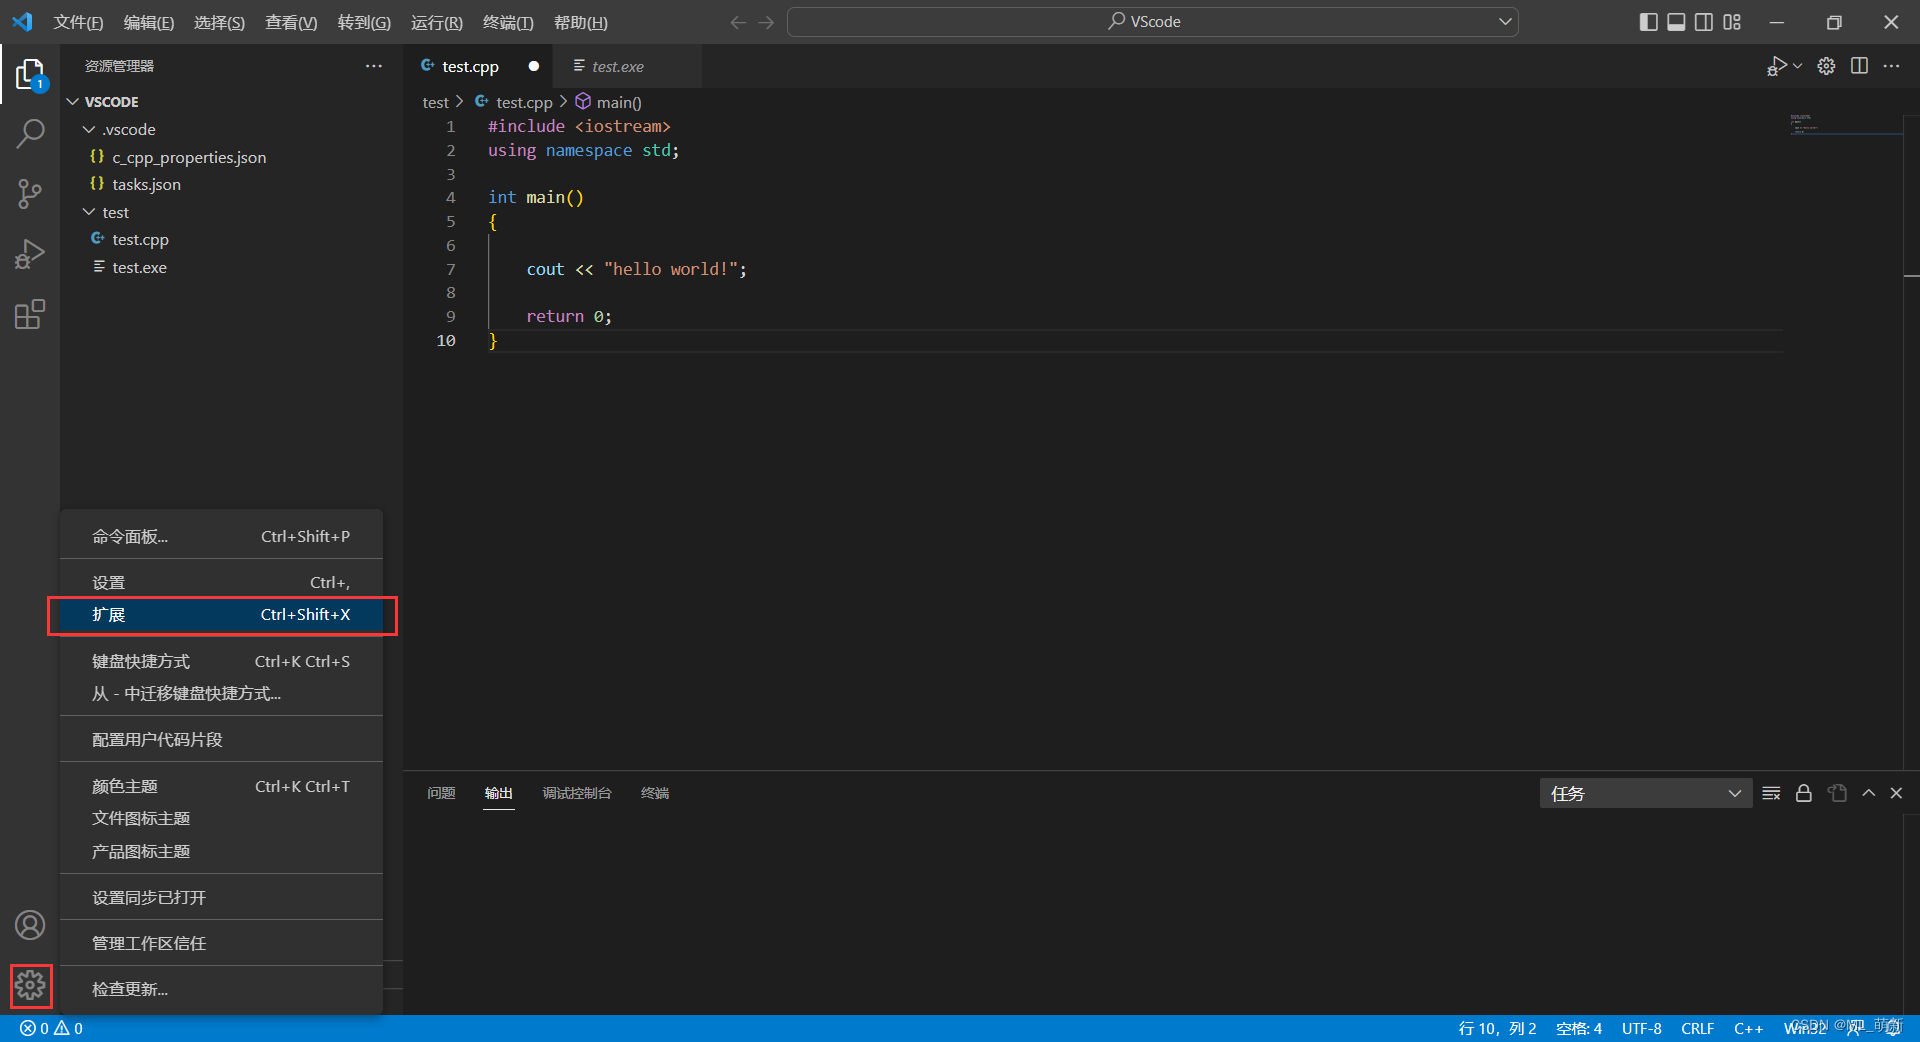 文件(F) 编辑(E) 选择(S) 查看(V) 转到(G) 运行(R) 终端(T) 帮助(H) VScode
资源管理器
VSCODE
.vscode
c_cpp_properties.json
tasks.json
test
test.cpp
test.exe
1
test.cpp test.exe
test test.cpp main()
1 #include <iostream>
2 using namespace std;
3
4 int main()
5 {
6
7 cout << "hello world!";
8
9 return 0;
10 }
命令面板... Ctrl+Shift+P
设置 Ctrl+,
扩展 Ctrl+Shift+X
键盘快捷方式 Ctrl+K Ctrl+S
从 - 中迁移键盘快捷方式...
配置用户代码片段
颜色主题 Ctrl+K Ctrl+T
文件图标主题
产品图标主题
设置同步已打开
管理工作区信任
检查更新...
问题 输出 调试控制台 终端 任务
0 0 行 10，列 2 空格: 4 UTF-8 CRLF C++ Win32